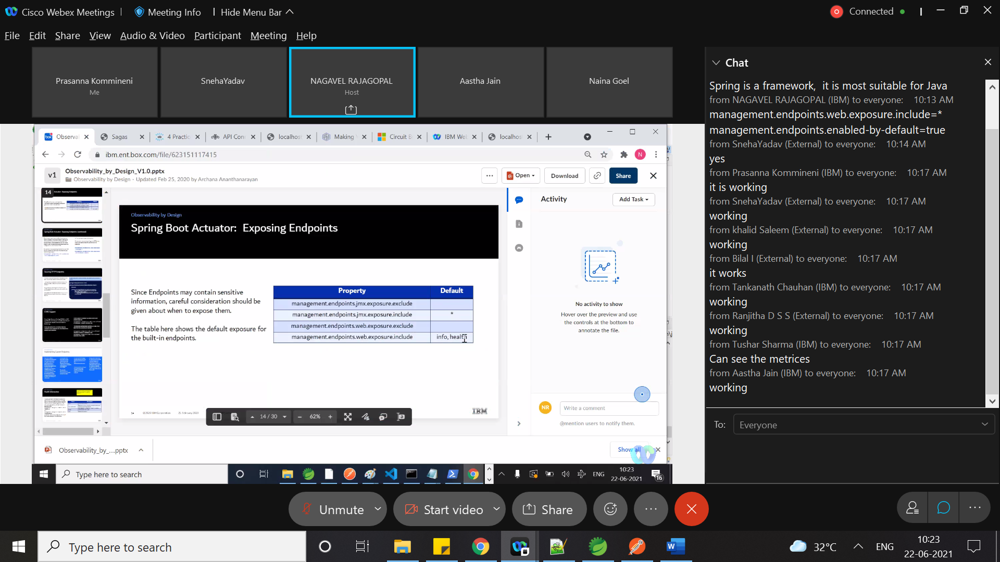 Cisco Webex Meetings
Meeting Info
Hide Menu Bar
Connected
File Edit Share View Audio & Video Participant Meeting Help
Prasanna Kommineni
Me
SnehaYadav
NAGAVEL RAJAGOPAL
Host
Aastha Jain
Naina Goel
Observa
Sagas
4 Practic
API Con
localhos
Making
Circuit B
IBM We
localhos
ibm.ent.box.com/file/623151117415
N
v1
Observability_by_Design_V1.0.pptx
Observability by Design · Updated Feb 25, 2020 by Archana Ananthanarayan
Open
Download
Share
14
Observability by Design
Spring Boot Actuator: Exposing Endpoints
Since Endpoints may contain sensitive
information, careful consideration should be
given about when to expose them.
The table here shows the default exposure for
the built-in endpoints.
Property Default
management.endpoints.jmx.exposure.exclude
management.endpoints.jmx.exposure.include *
management.endpoints.web.exposure.exclude
management.endpoints.web.exposure.include info, health
14 ©2020 IBM Corporation 25 February 2020
IBM
14 / 30
62%
Activity
Add Task
No activity to show
Hover over the preview and use
the controls at the bottom to
annotate the file.
NR
Write a comment
@mention users to notify them.
Observability_by_....pptx
Show all
Type here to search
ENG
10:23
22-06-2021
16
Chat
Spring is a framework, it is most suitable for Java
from NAGAVEL RAJAGOPAL (IBM) to everyone: 10:13 AM
management.endpoints.web.exposure.include=*
management.endpoints.enabled-by-default=true
from SnehaYadav (External) to everyone: 10:14 AM
yes
from Prasanna Kommineni (IBM) to everyone: 10:17 AM
it is working
from SnehaYadav (External) to everyone: 10:17 AM
working
from khalid Saleem (External) to everyone: 10:17 AM
working
from Bilal I (External) to everyone: 10:17 AM
it works
from Tankanath Chauhan (IBM) to everyone: 10:17 AM
working
from Ranjitha D S S (External) to everyone: 10:17 AM
working
from Tushar Sharma (IBM) to everyone: 10:17 AM
Can see the metrices
from Aastha Jain (IBM) to everyone: 10:17 AM
working
To: Everyone
Unmute
Start video
Share
Type here to search
32°C
ENG
10:23
22-06-2021